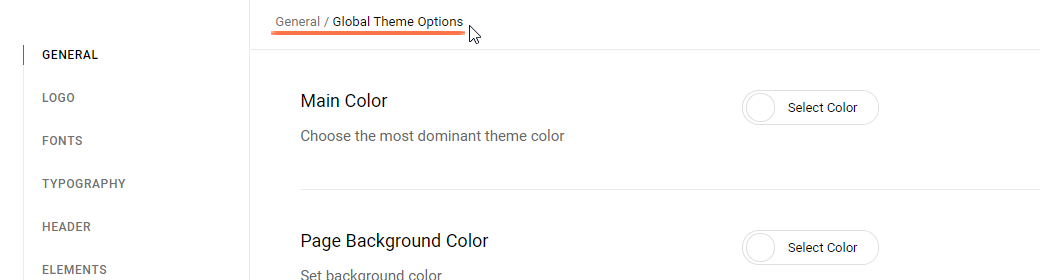 General / Global Theme Options
GENERAL
LOGO
FONTS
TYPOGRAPHY
HEADER
ELEMENTS
Main Color
Select Color
Choose the most dominant theme color
Page Background Color
Select Color
Set background color